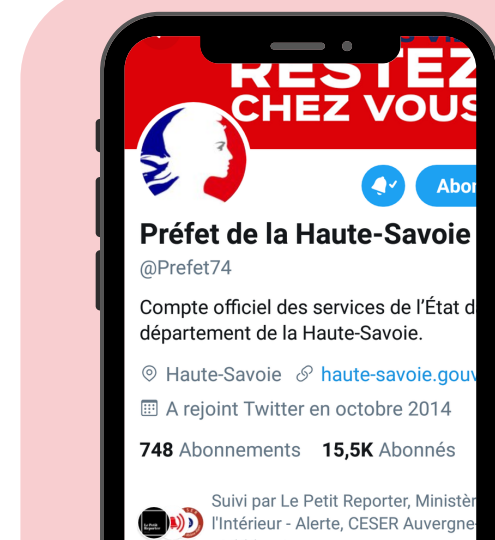 RESTEZ
CHEZ VOUS
Abon
Préfet de la Haute-Savoie
@Prefet74
Compte officiel des services de l'État d
département de la Haute-Savoie.
Haute-Savoie haute-savoie.gouv
A rejoint Twitter en octobre 2014
748 Abonnements 15,5K Abonnés
Suivi par Le Petit Reporter, Ministèr
l'Intérieur - Alerte, CESER Auvergne-